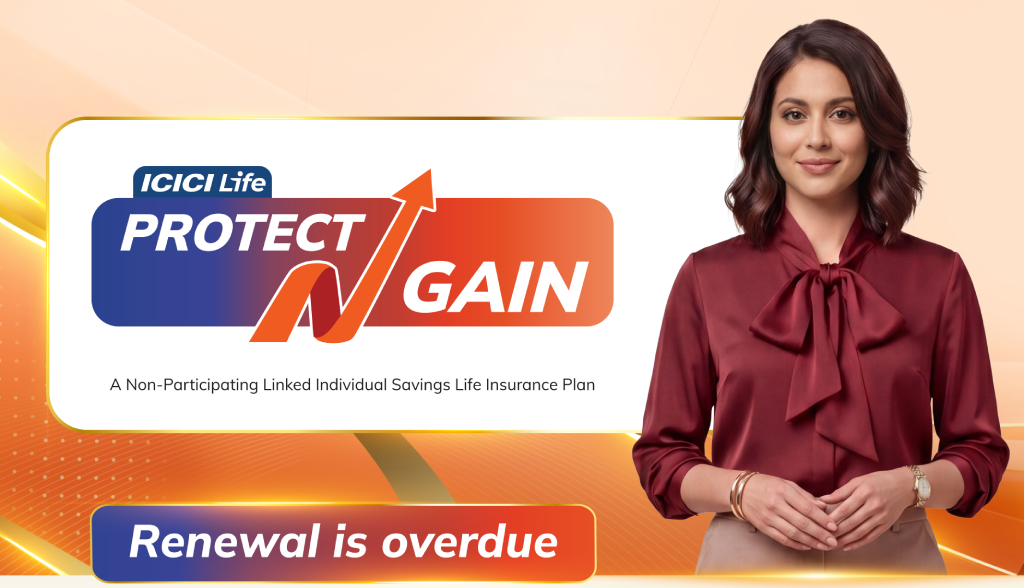 ICICI Life
PROTECT
N GAIN
A Non-Participating Linked Individual Savings Life Insurance Plan
Renewal is overdue